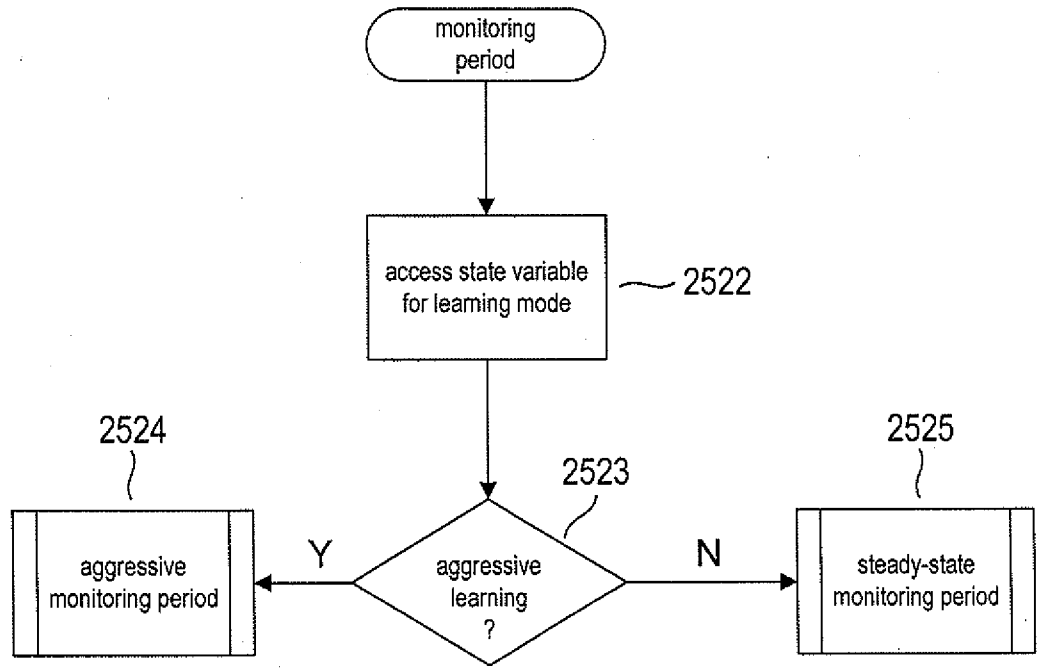 monitoring
period
access state variable
for learning mode
2522
2524
2523
2525
aggressive
monitoring period
Y
aggressive
learning
?
N
steady-state
monitoring period